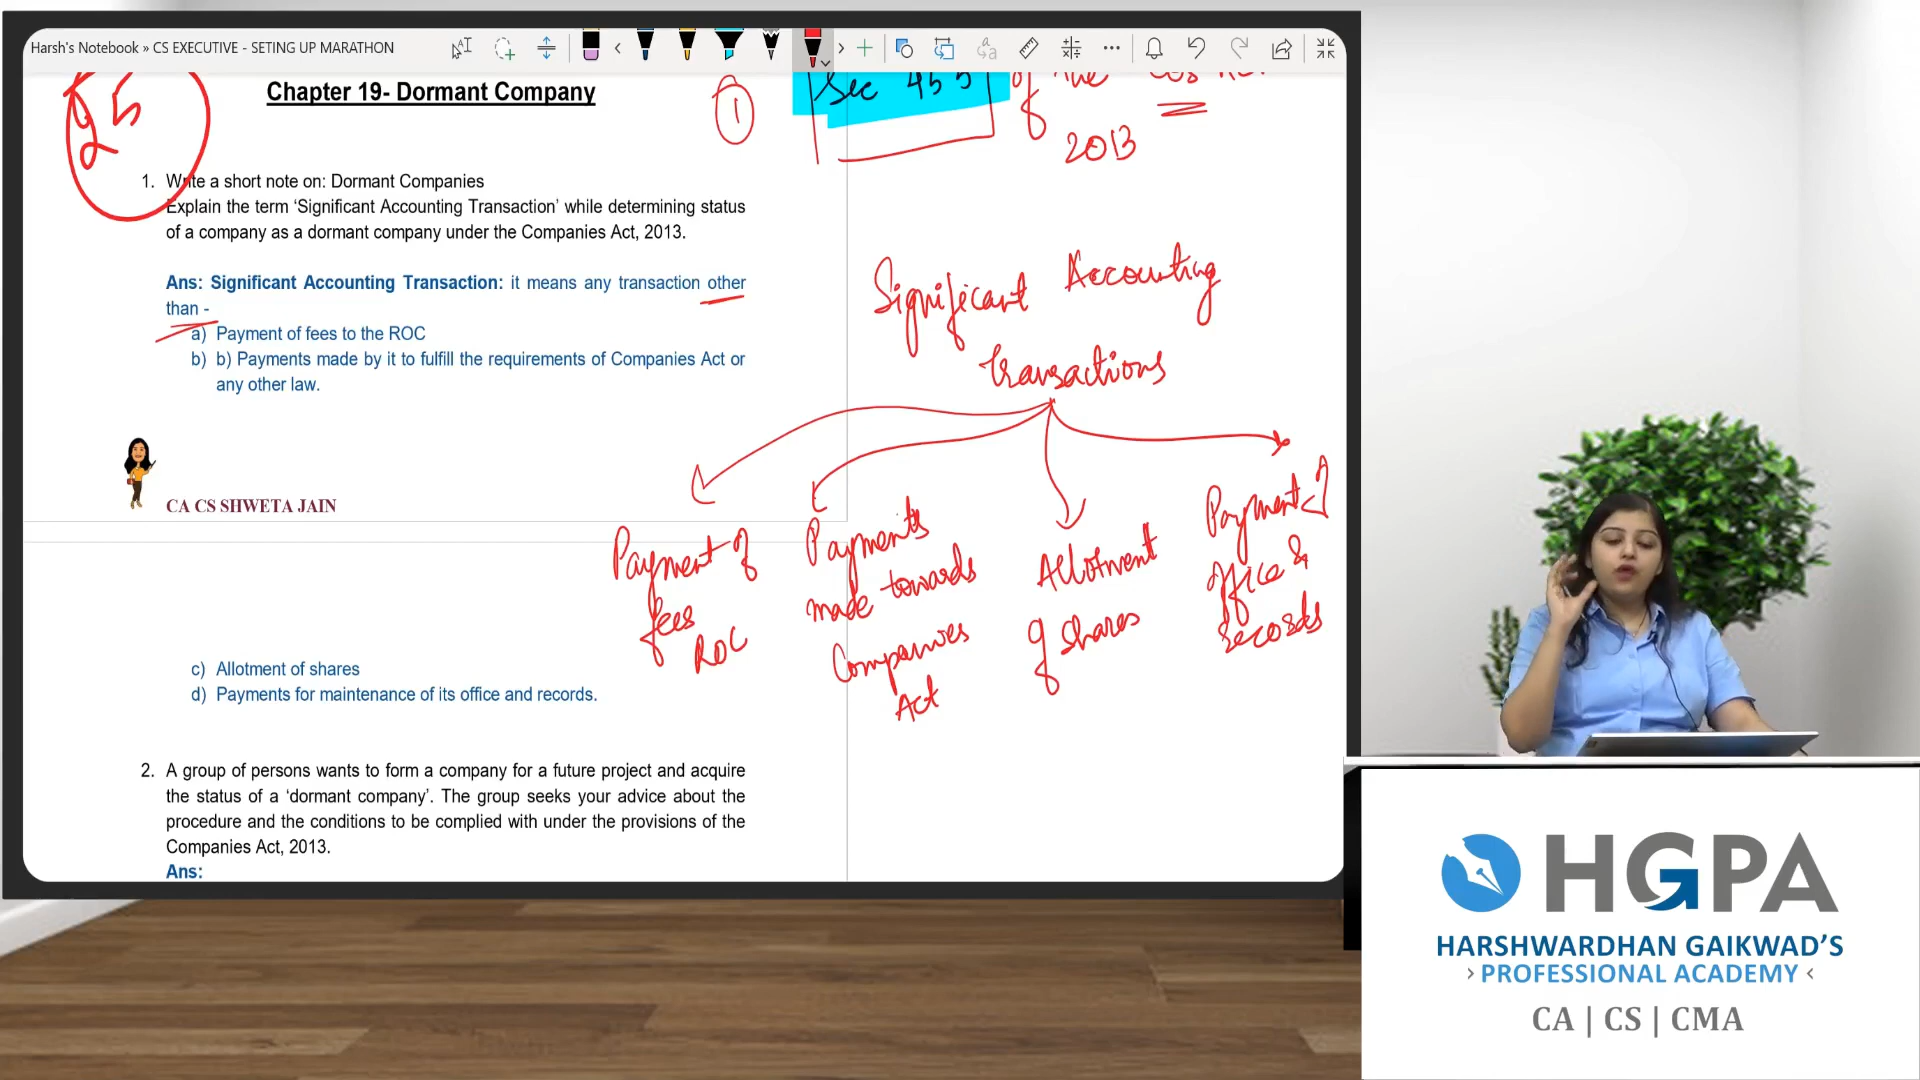 Harsh's Notebook » CS EXECUTIVE - SETING UP MARATHON
Chapter 19- Dormant Company
1. Write a short note on: Dormant Companies
Explain the term ‘Significant Accounting Transaction’ while determining status
of a company as a dormant company under the Companies Act, 2013.
Ans: Significant Accounting Transaction: it means any transaction other
than -
a) Payment of fees to the ROC
b) b) Payments made by it to fulfill the requirements of Companies Act or
any other law.
CA CS SHWETA JAIN
c) Allotment of shares
d) Payments for maintenance of its office and records.
2. A group of persons wants to form a company for a future project and acquire
the status of a ‘dormant company’. The group seeks your advice about the
procedure and the conditions to be complied with under the provisions of the
Companies Act, 2013.
Ans:
1
Sec 455
of the
2013
Significant Accounting
transactions
Payment of
fees
ROC
Payments
made towards
Companies
Act
Allotment
of shares
Payment of
office &
records
HGPA
HARSHWARDHAN GAIKWAD'S
› PROFESSIONAL ACADEMY ‹
CA | CS | CMA